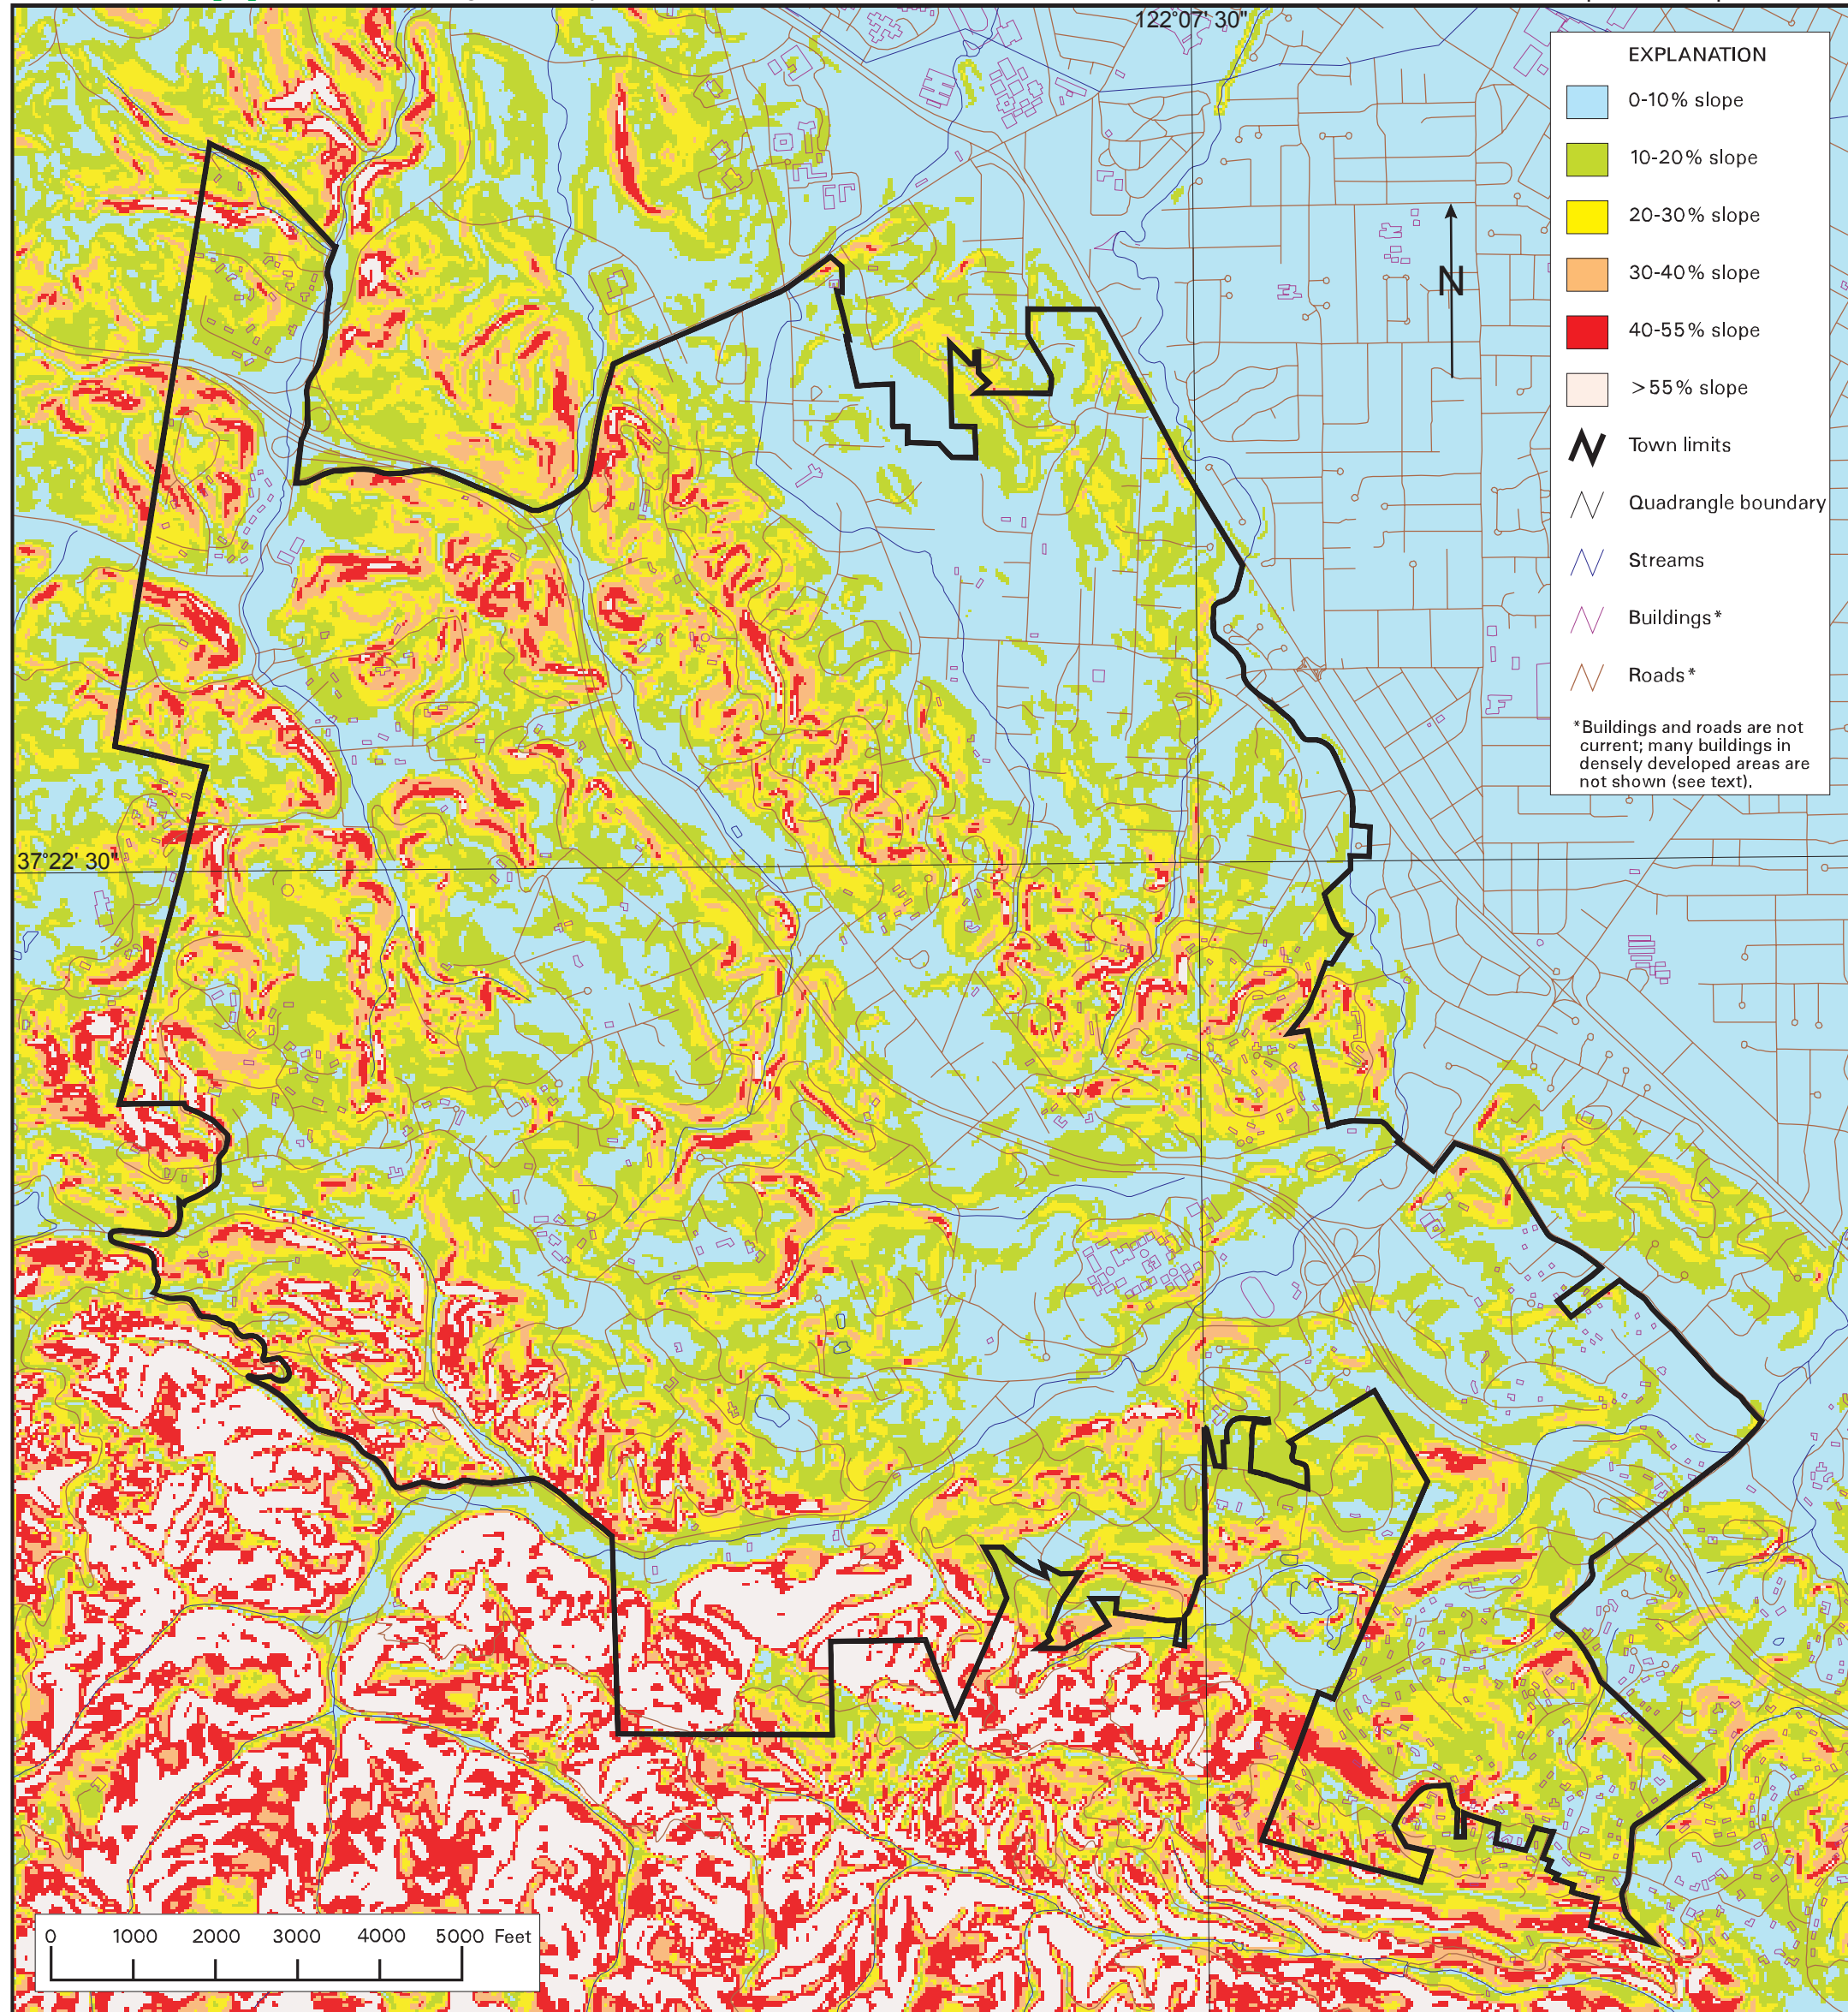 122°07' 30"
EXPLANATION
0-10% slope
10-20% slope
20-30% slope
30-40% slope
40-55% slope
>55% slope
Town limits
Quadrangle boundary
Streams
Buildings*
Roads*
*Buildings and roads are not
current; many buildings in
densely developed areas are
not shown (see text).
N
37°22' 30"
0 1000 2000 3000 4000 5000 Feet